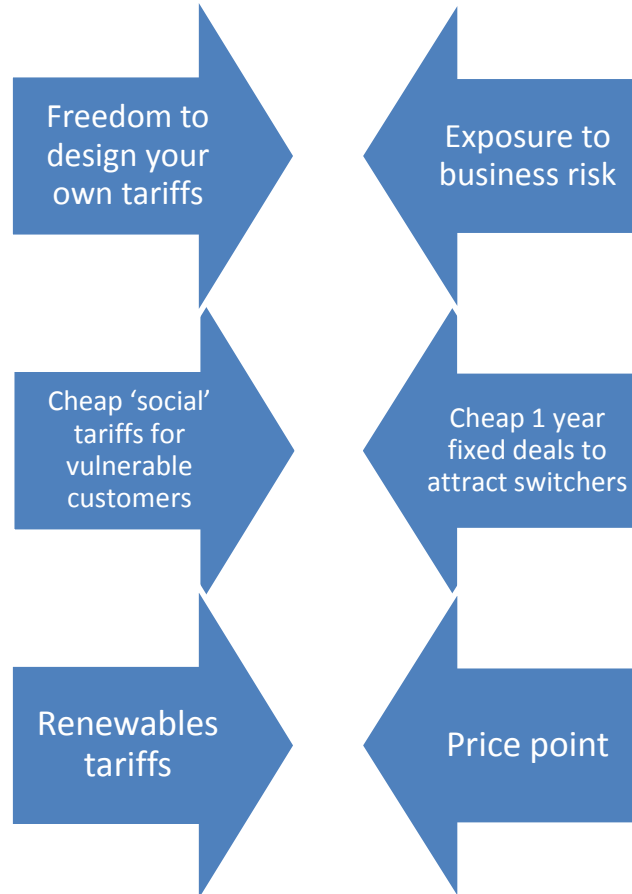 Freedom to
design your
own tariffs
Exposure to
business risk
Cheap ‘social’
tariffs for
vulnerable
customers
Cheap 1 year
fixed deals to
attract switchers
Renewables
tariffs
Price point